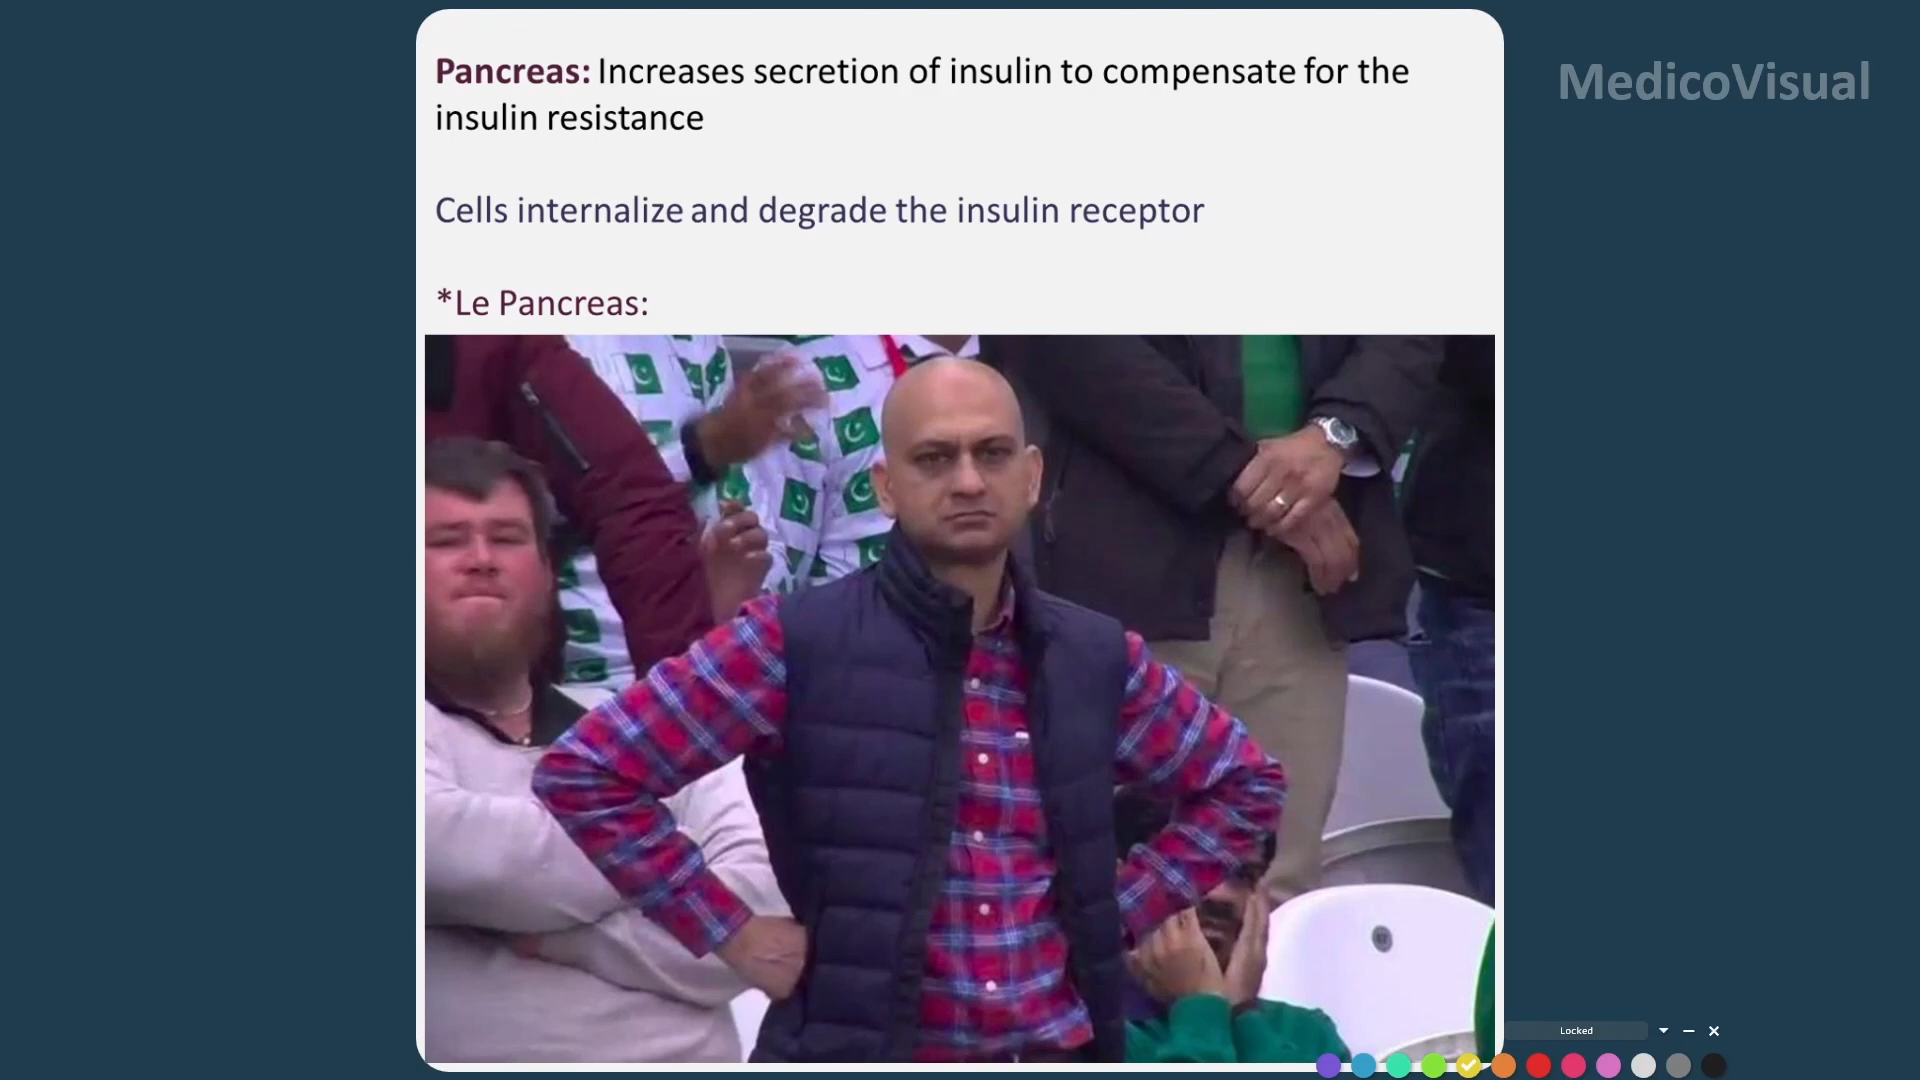 Pancreas: Increases secretion of insulin to compensate for the
insulin resistance
MedicoVisual
Cells internalize and degrade the insulin receptor
*Le Pancreas:
Locked